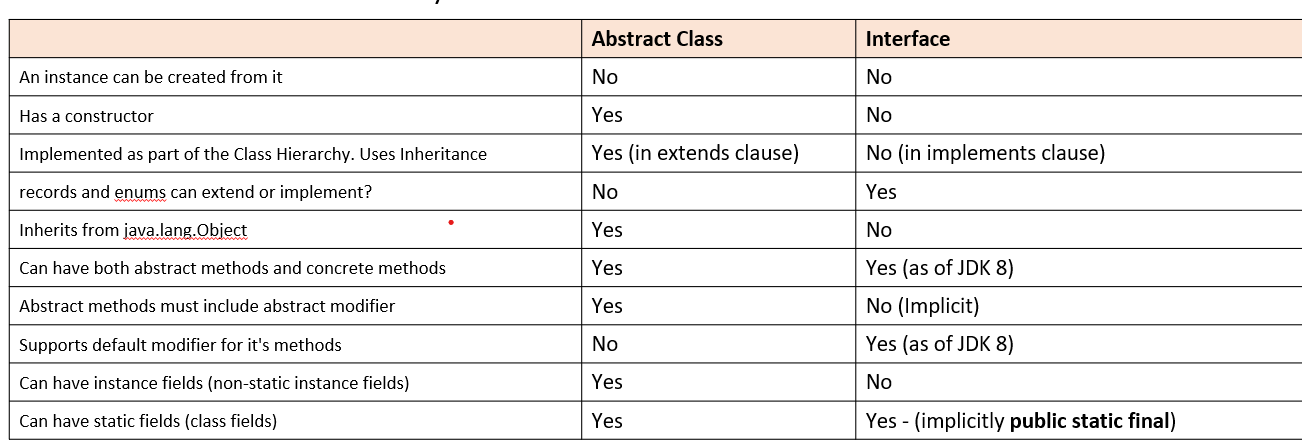 Abstract Class Interface
An instance can be created from it No No
Has a constructor Yes No
Implemented as part of the Class Hierarchy. Uses Inheritance Yes (in extends clause) No (in implements clause)
records and enums can extend or implement? No Yes
Inherits from java.lang.Object Yes No
Can have both abstract methods and concrete methods Yes Yes (as of JDK 8)
Abstract methods must include abstract modifier Yes No (Implicit)
Supports default modifier for it's methods No Yes (as of JDK 8)
Can have instance fields (non-static instance fields) Yes No
Can have static fields (class fields) Yes Yes - (implicitly public static final)